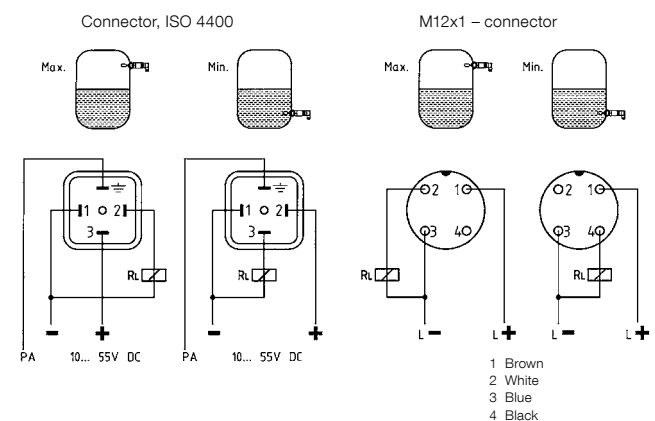 Connector, ISO 4400
M12x1 – connector
Max.
Min.
Max.
Min.
1 2
3
RL
1 2
3
RL
2 1
3 4
RL
2 1
3 4
RL
PA 10... 55V DC
PA 10... 55V DC
L
L
L
L
1 Brown
2 White
3 Blue
4 Black